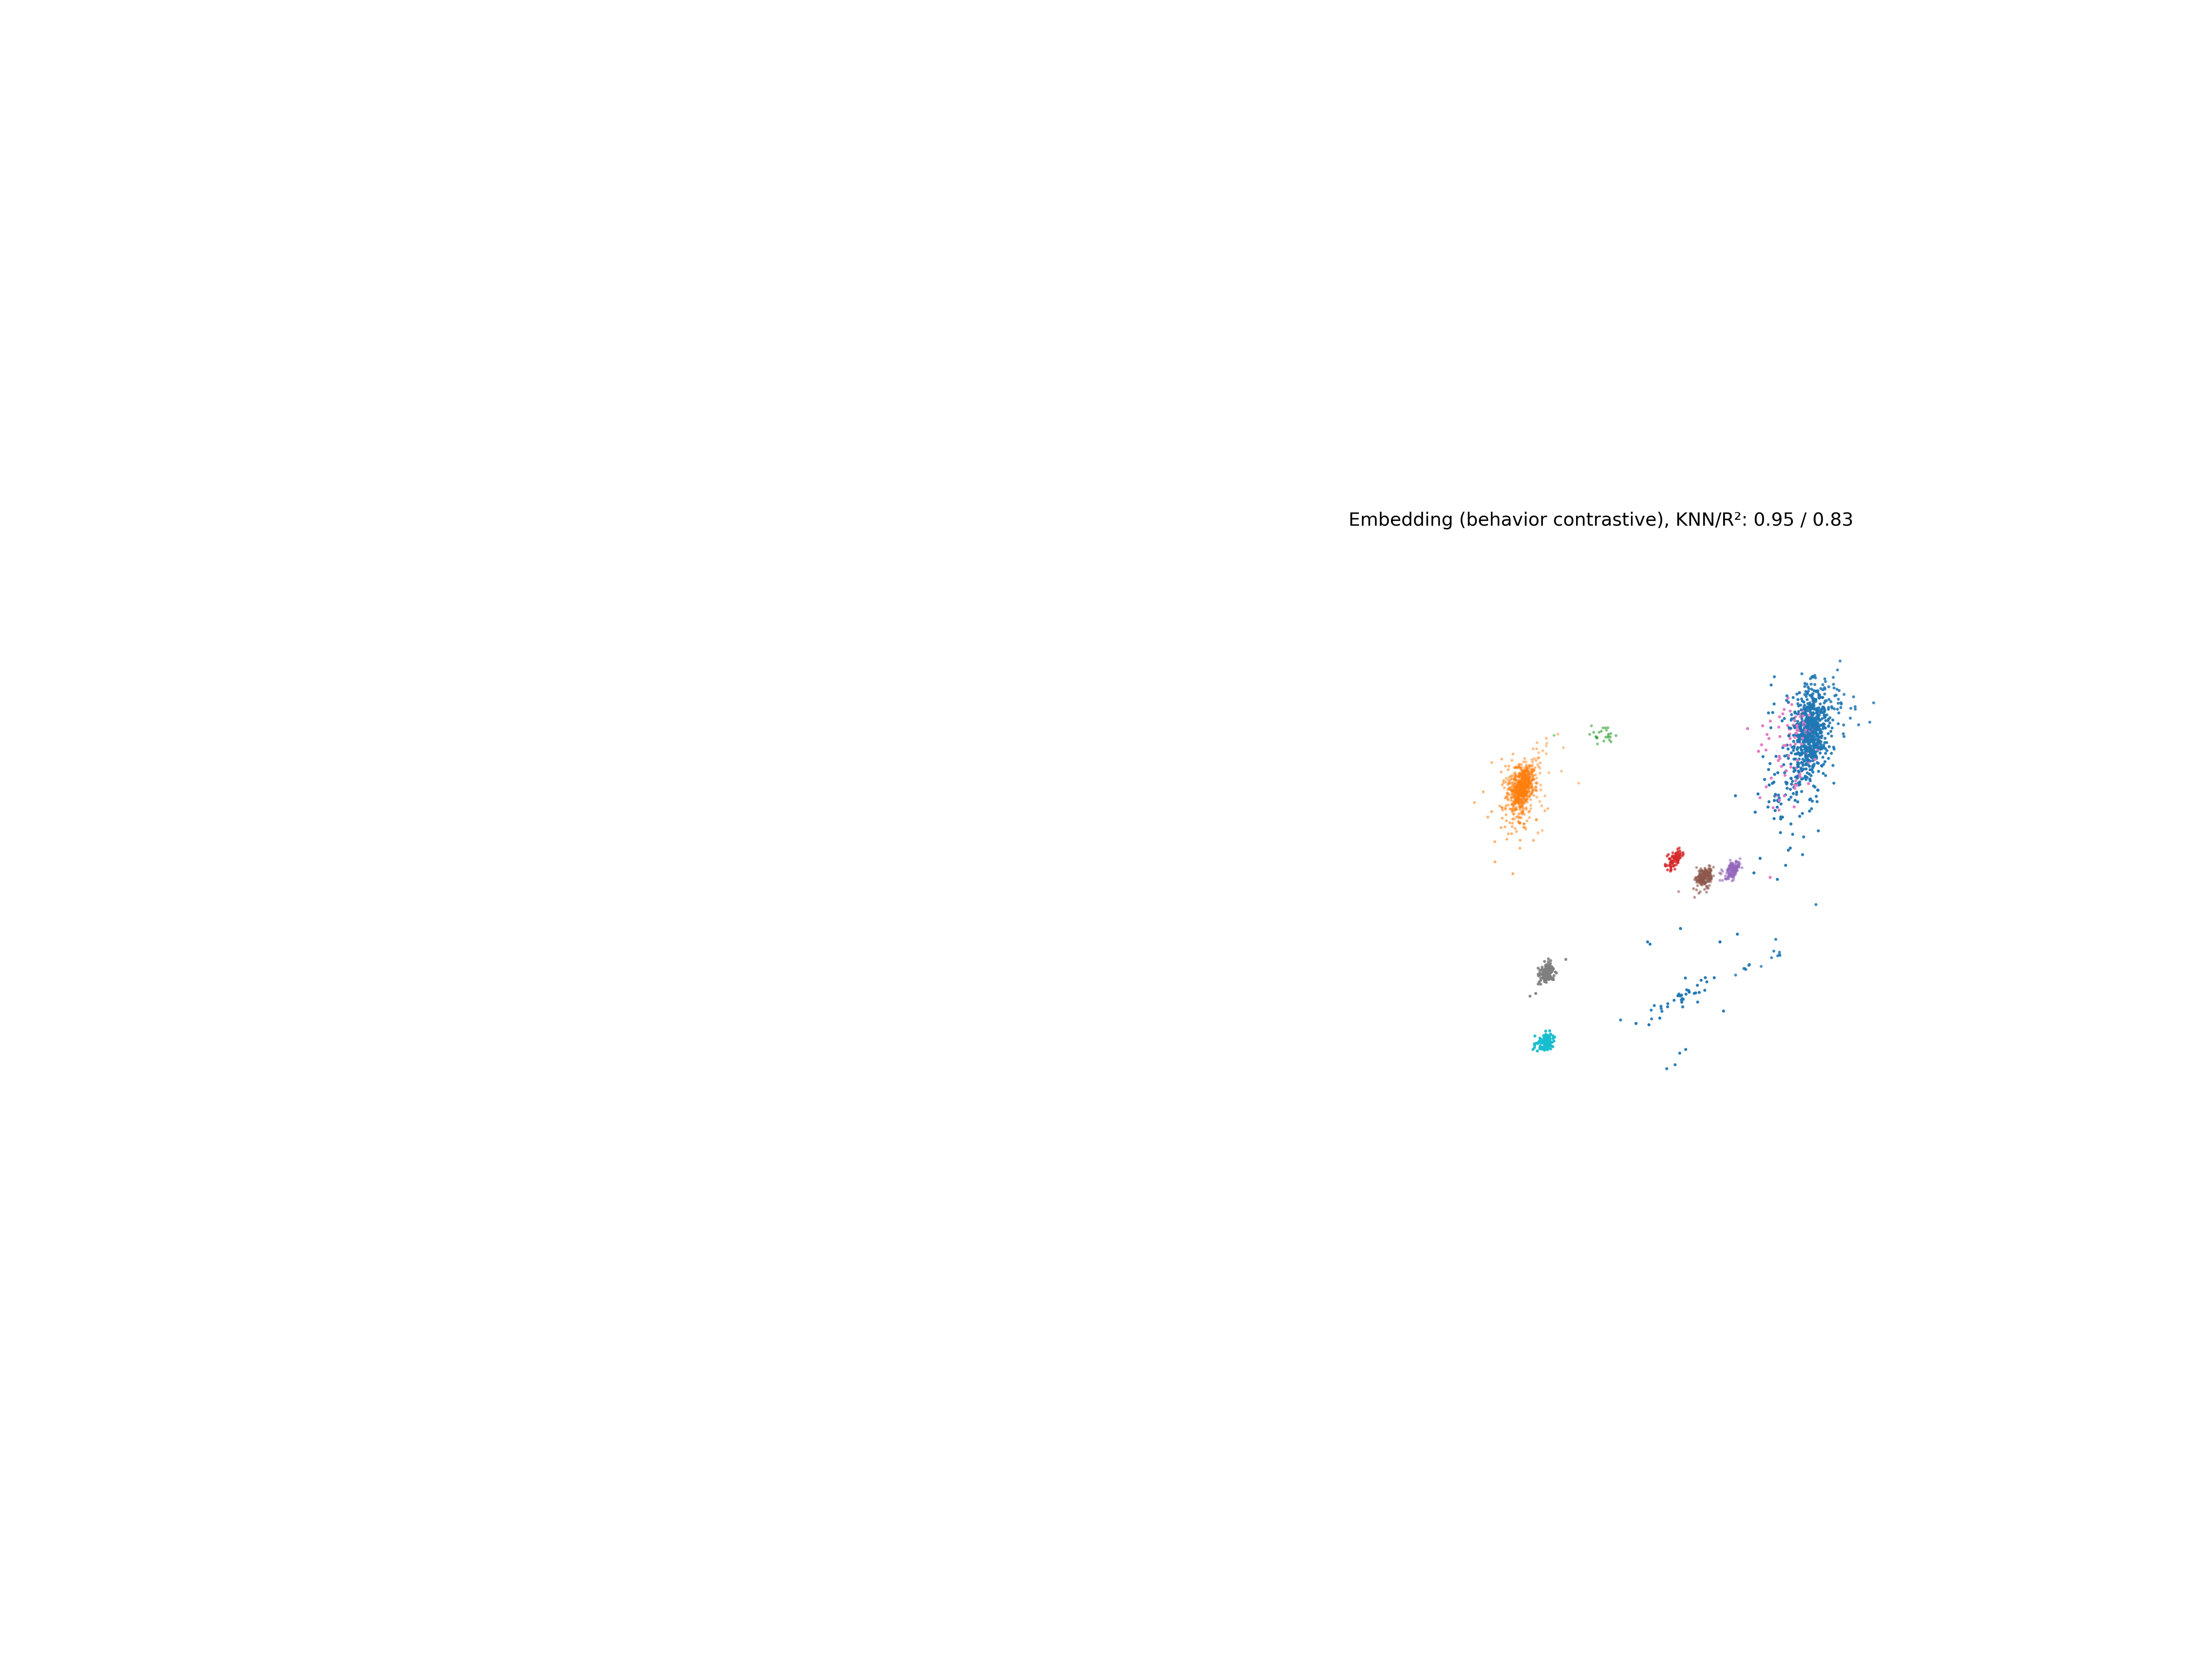 Embedding (behavior contrastive), KNN/R²: 0.95 / 0.83